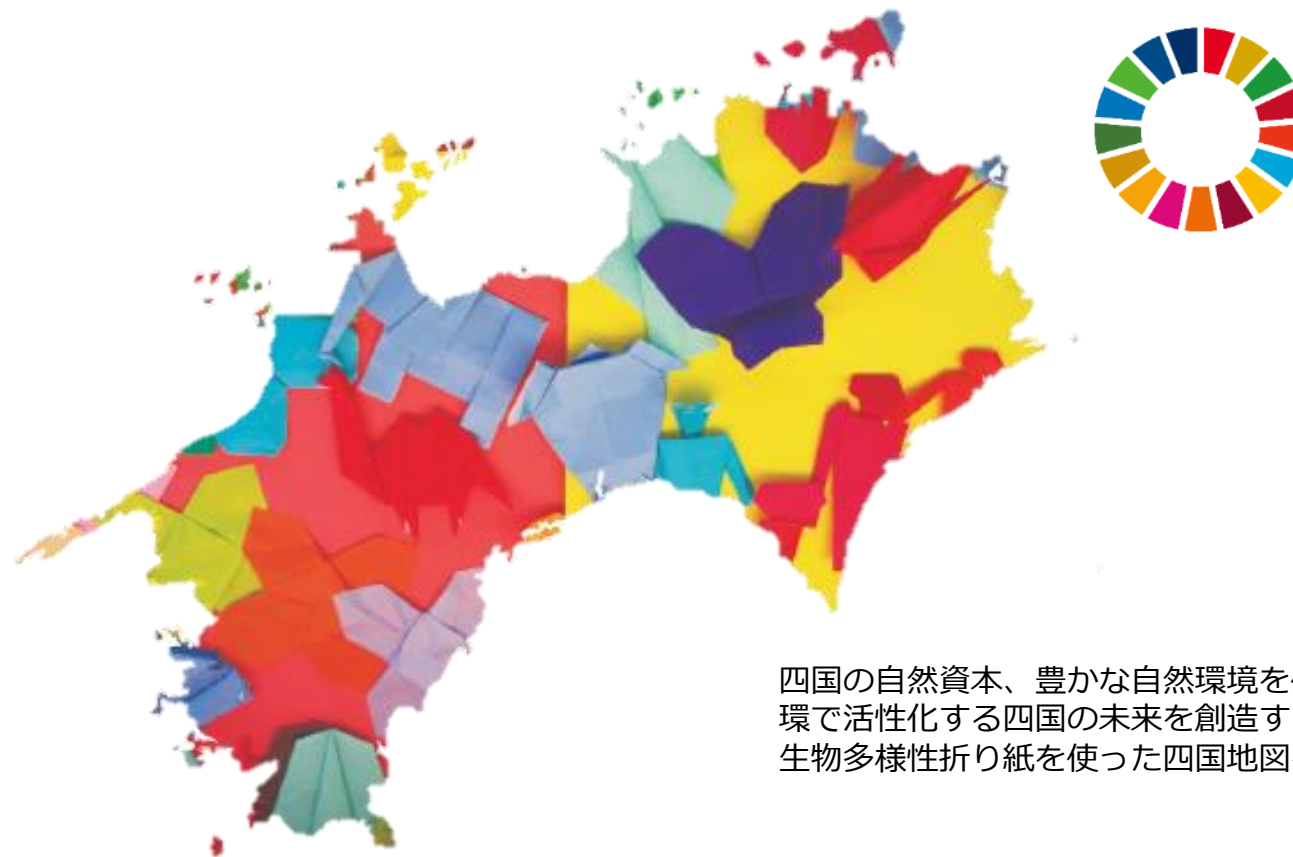 四国の自然資本、豊かな自然環境を
環で活性化する四国の未来を創造す
生物多様性折り紙を使った四国地図